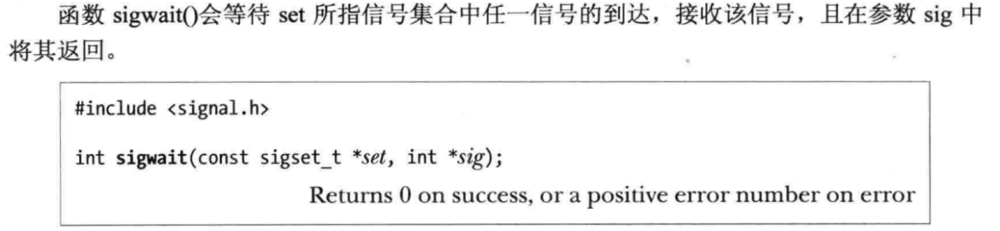 函数 sigwait()会等待 set 所指信号集合中任一信号的到达，接收该信号，且在参数 sig 中
将其返回。
#include <signal.h>
int sigwait(const sigset_t *set, int *sig);
Returns 0 on success, or a positive error number on error